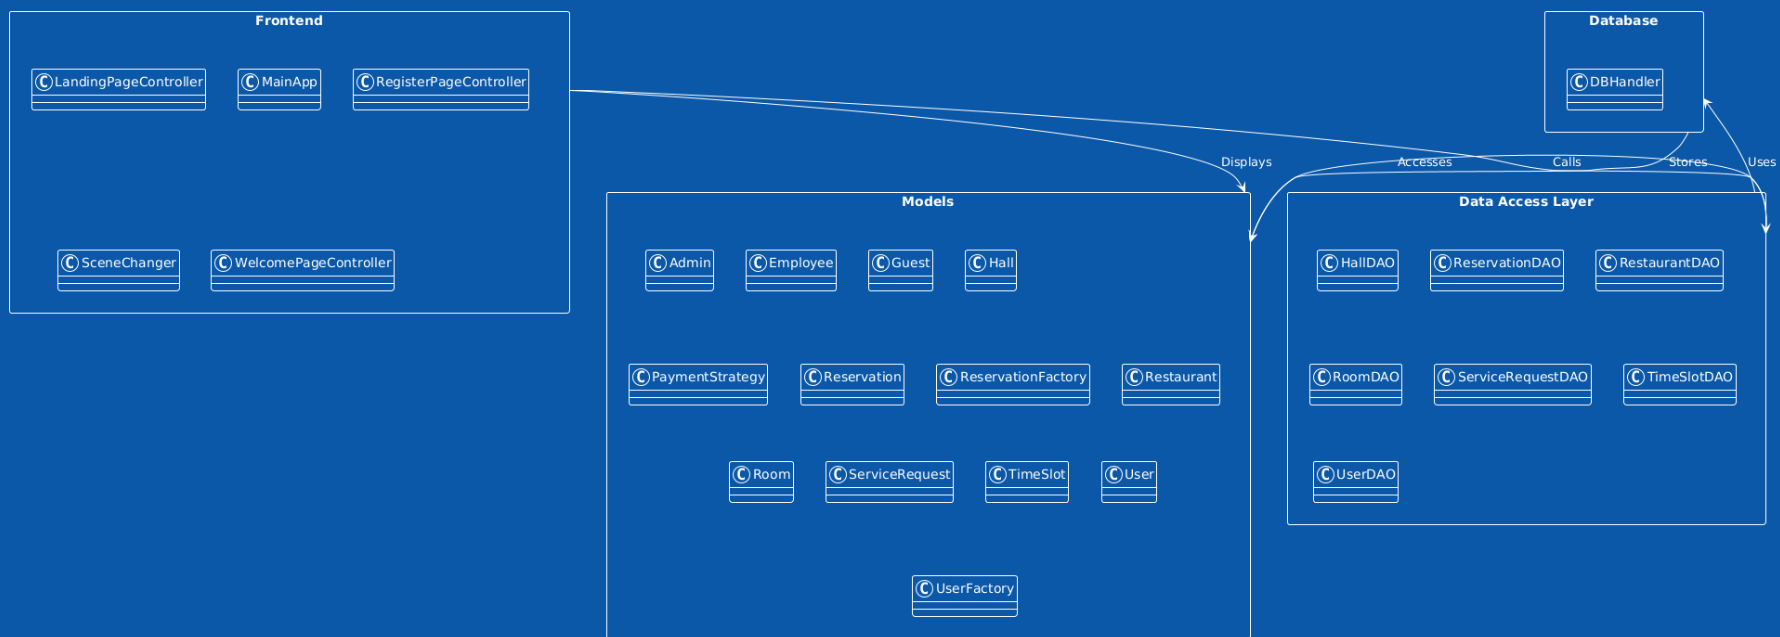 Frontend
LandingPageController
MainApp
RegisterPageController
SceneChanger
WelcomePageController
Database
DBHandler
Displays
Accesses
Calls
Stores
Uses
Models
Admin
Employee
Guest
Hall
PaymentStrategy
Reservation
ReservationFactory
Restaurant
Room
ServiceRequest
TimeSlot
User
UserFactory
Data Access Layer
HallDAO
ReservationDAO
RestaurantDAO
RoomDAO
ServiceRequestDAO
TimeSlotDAO
UserDAO